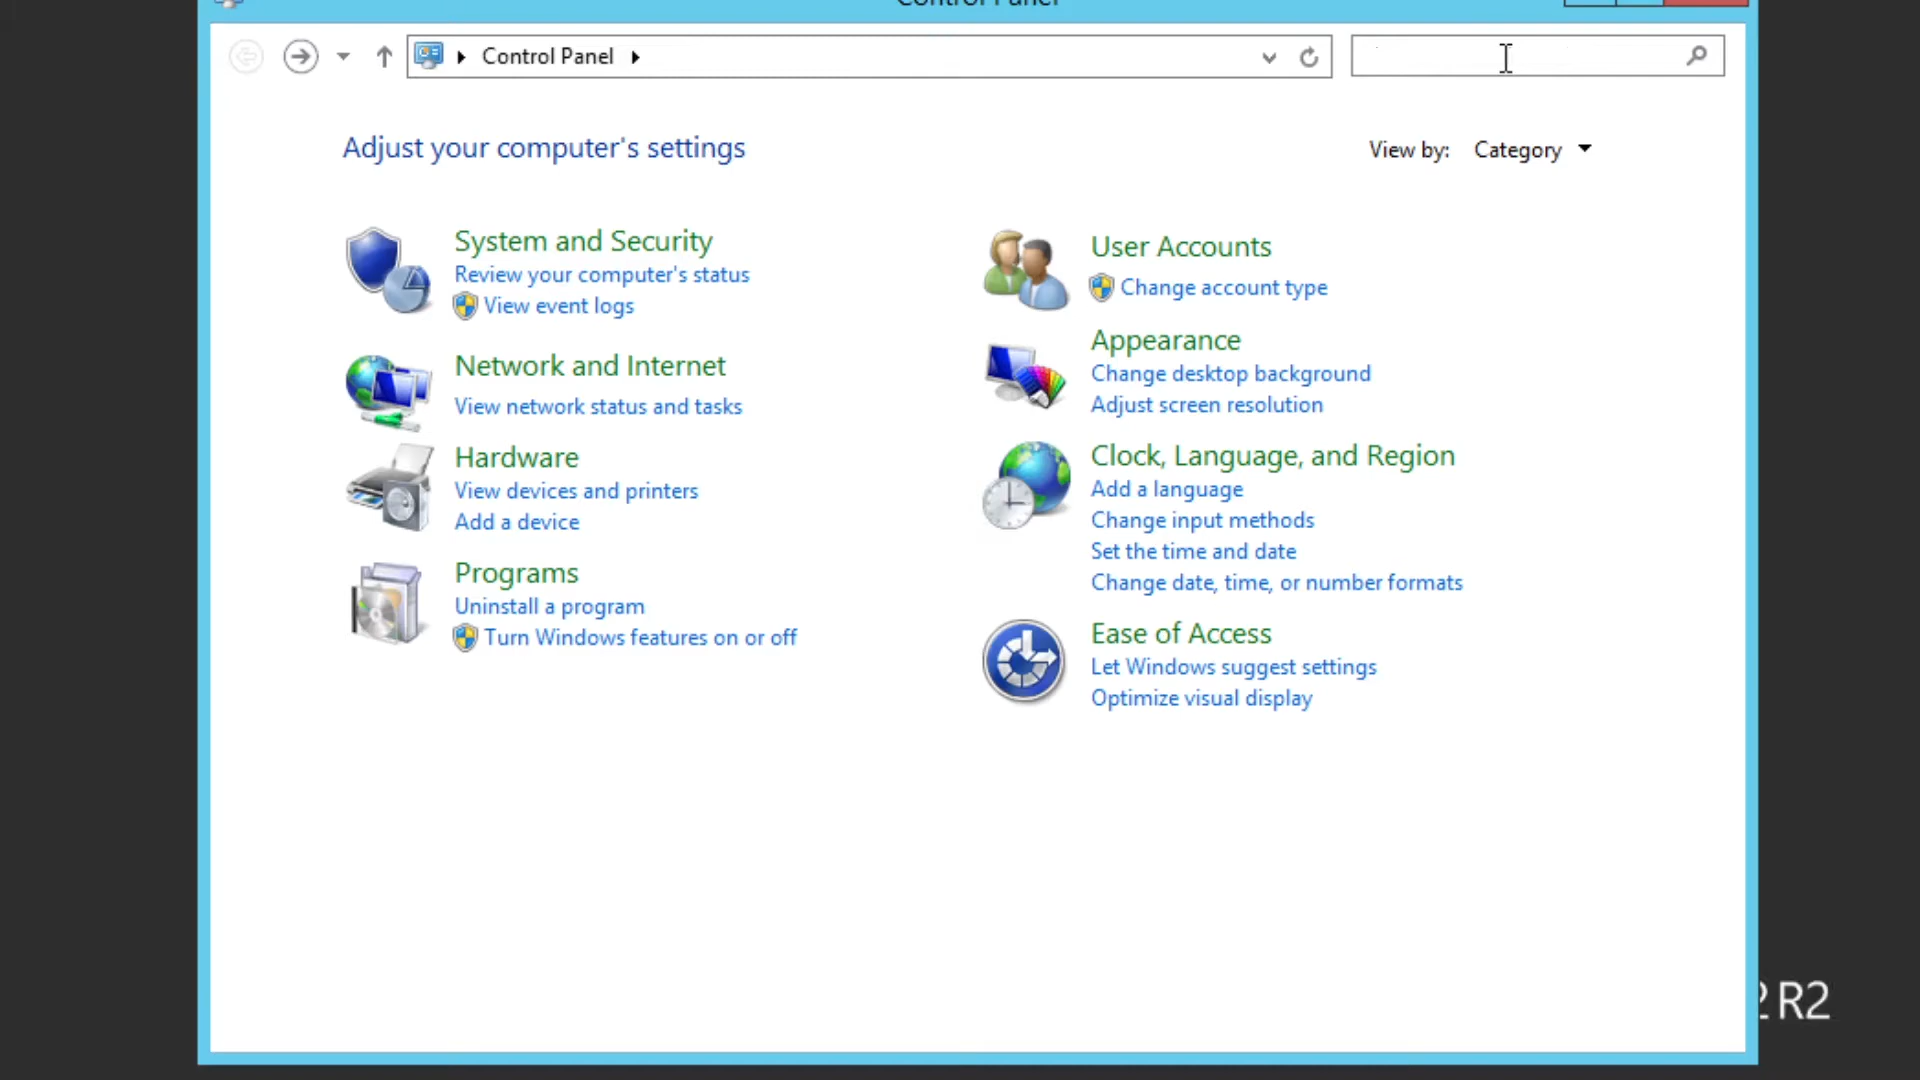 Control Panel
Control Panel
Adjust your computer's settings
View by: Category
System and Security
Review your computer's status
View event logs
Network and Internet
View network status and tasks
Hardware
View devices and printers
Add a device
Programs
Uninstall a program
Turn Windows features on or off
User Accounts
Change account type
Appearance
Change desktop background
Adjust screen resolution
Clock, Language, and Region
Add a language
Change input methods
Set the time and date
Change date, time, or number formats
Ease of Access
Let Windows suggest settings
Optimize visual display
2 R2